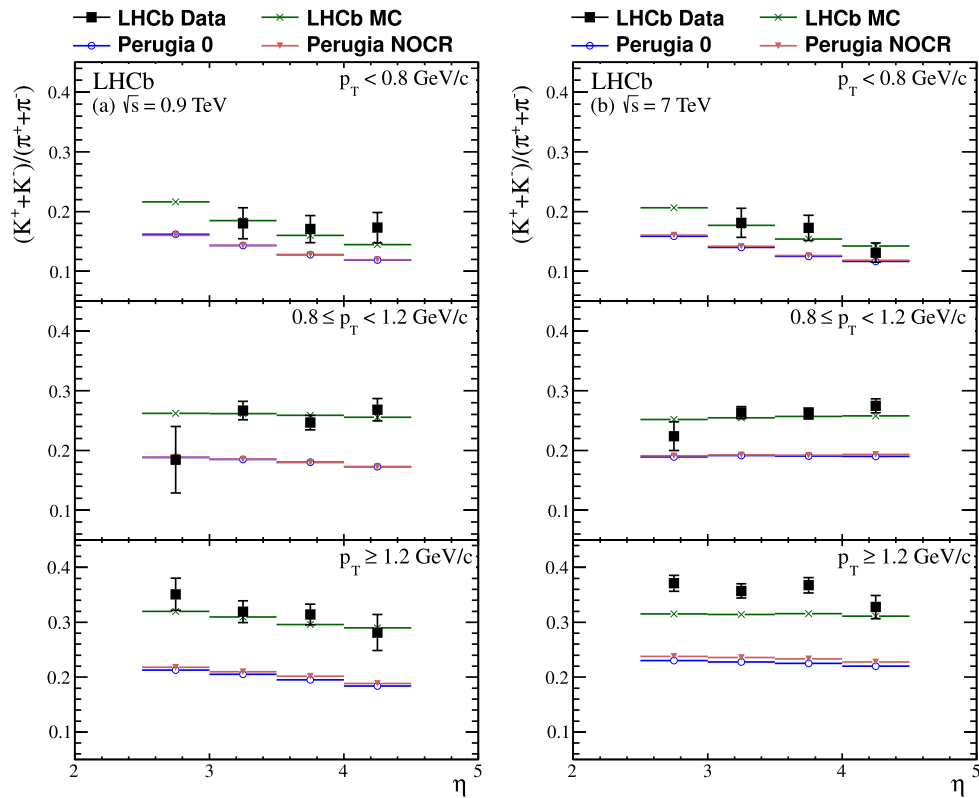 LHCb Data LHCb MC
Perugia 0 Perugia NOCR
(K⁺+K⁻)/(π⁺+π⁻)
LHCb p_T < 0.8 GeV/c
(a) √s = 0.9 TeV
0.4
0.3
0.2
0.1
0.8 ≤ p_T < 1.2 GeV/c
0.4
0.3
0.2
0.1
p_T ≥ 1.2 GeV/c
0.4
0.3
0.2
0.1
2 3 4 5
η
LHCb Data LHCb MC
Perugia 0 Perugia NOCR
(K⁺+K⁻)/(π⁺+π⁻)
LHCb p_T < 0.8 GeV/c
(b) √s = 7 TeV
0.4
0.3
0.2
0.1
0.8 ≤ p_T < 1.2 GeV/c
0.4
0.3
0.2
0.1
p_T ≥ 1.2 GeV/c
0.4
0.3
0.2
0.1
2 3 4 5
η